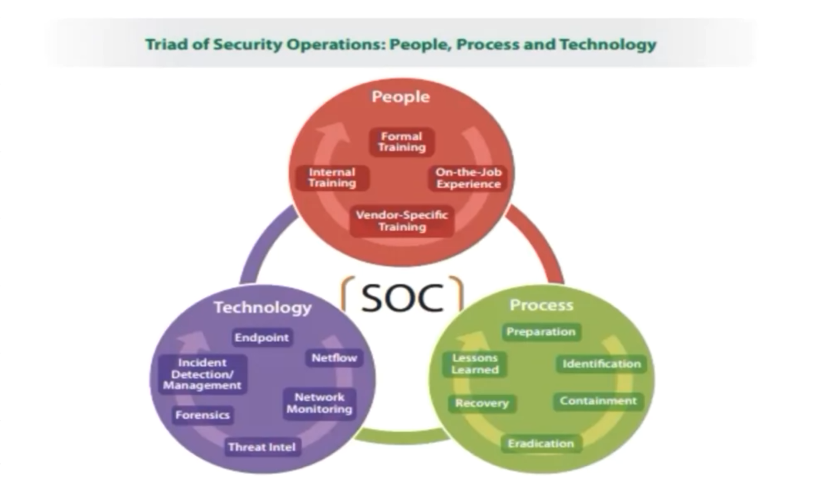 Triad of Security Operations: People, Process and Technology
People
Formal
Training
On-the-Job
Experience
Vendor-Specific
Training
Internal
Training
SOC
Technology
Endpoint
Netflow
Network
Monitoring
Threat Intel
Forensics
Incident
Detection/
Management
Process
Preparation
Identification
Containment
Eradication
Recovery
Lessons
Learned